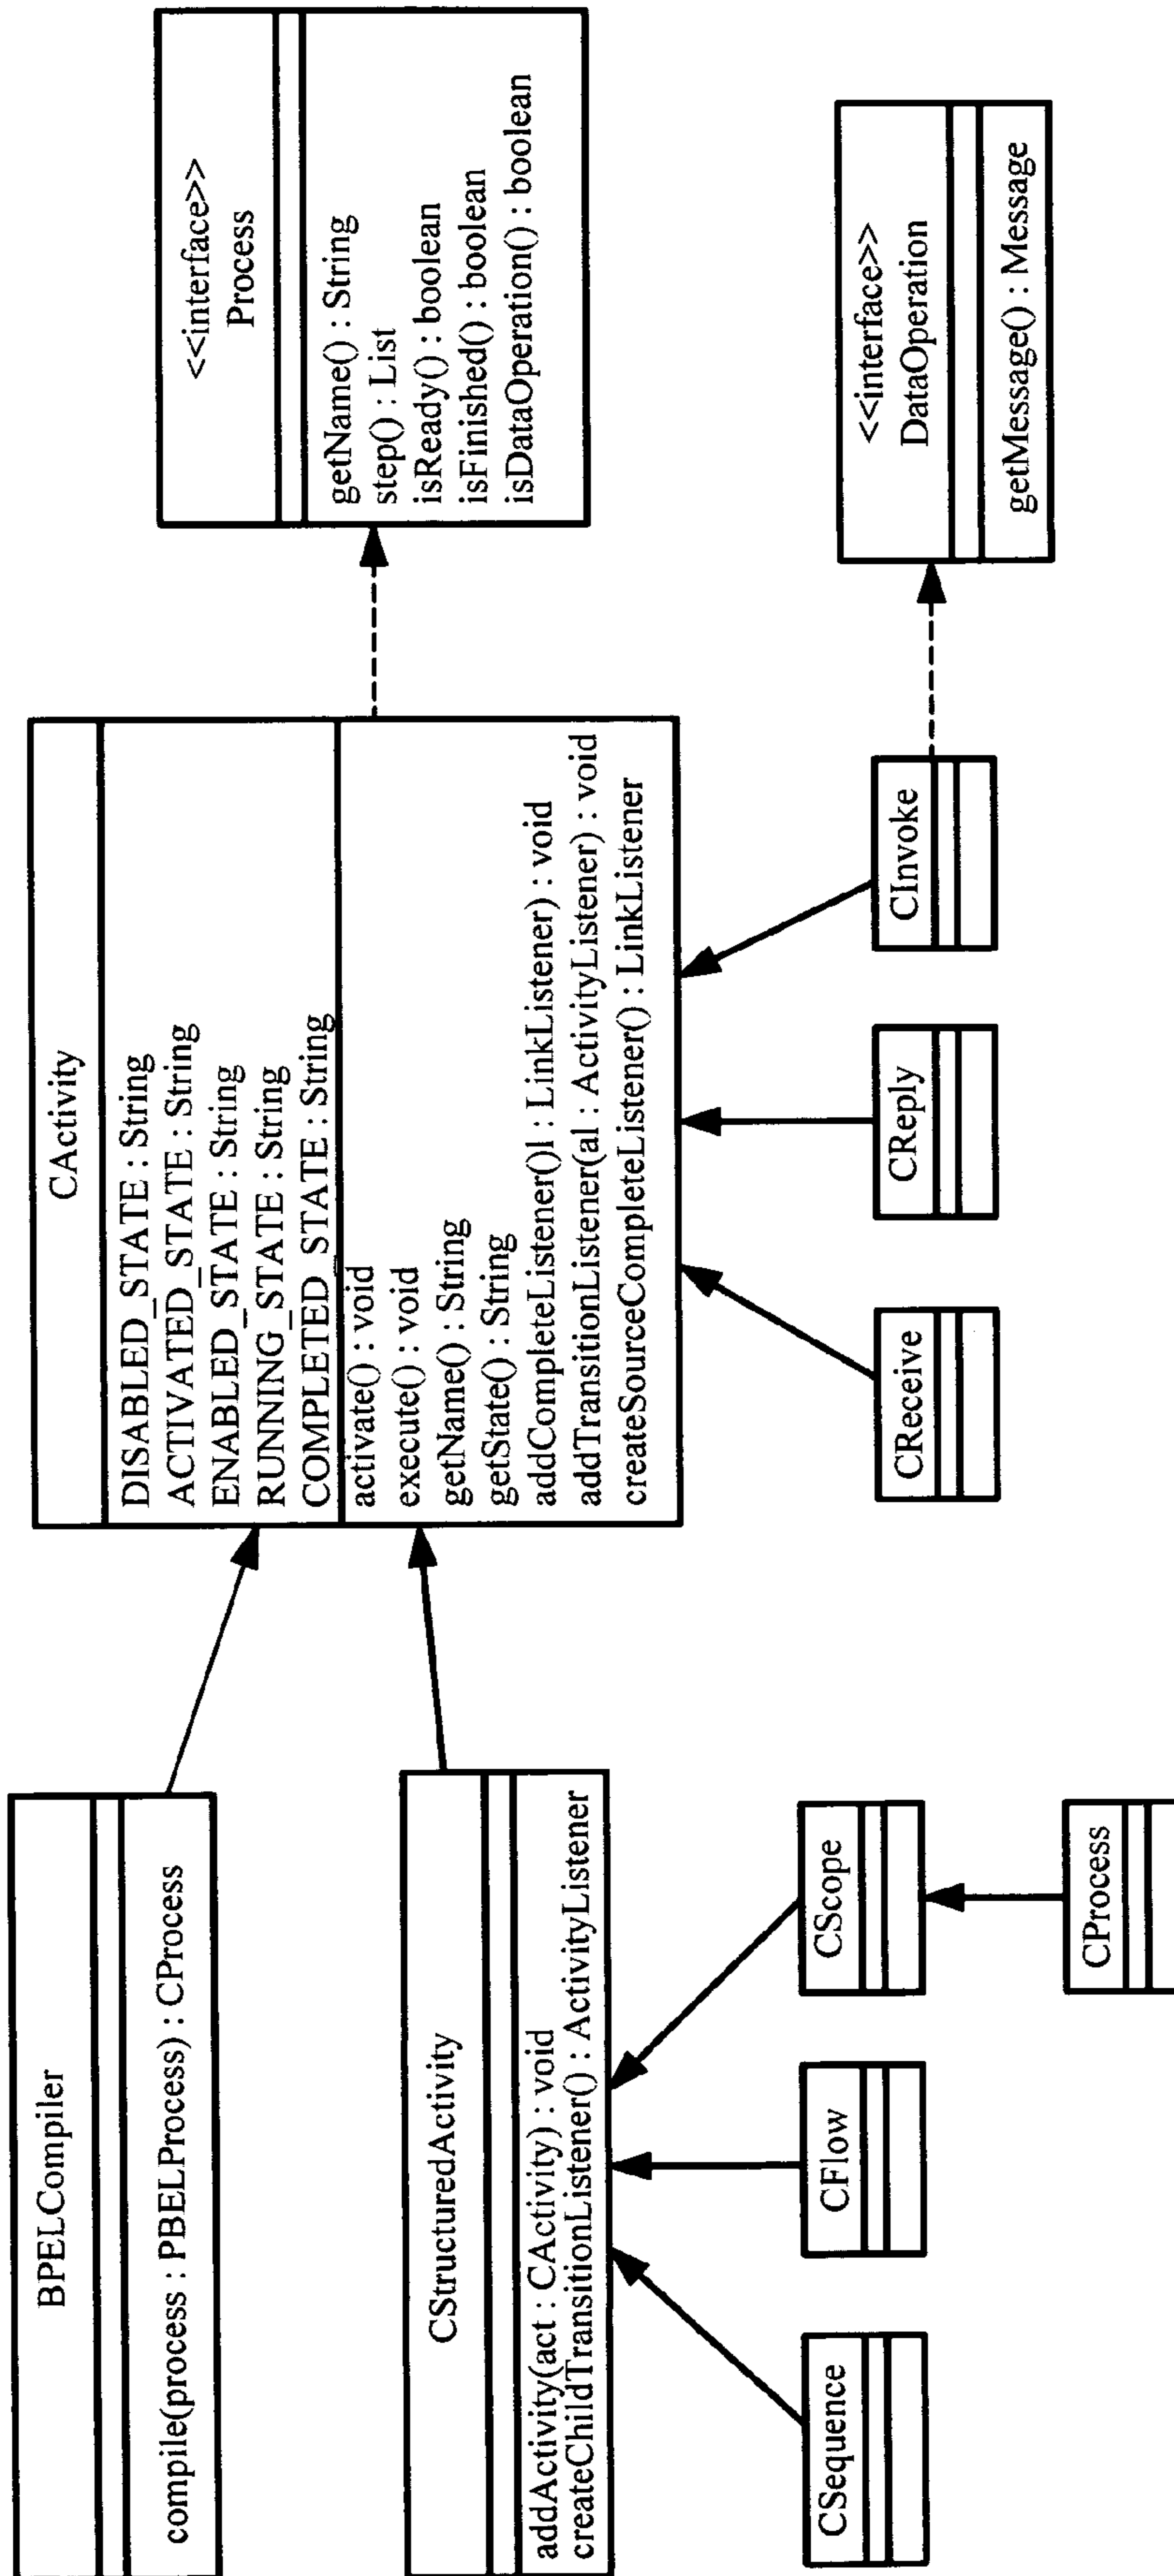 BPELCompiler
compile(process : PBELProcess) : CProcess
CActivity
DISABLED_STATE : String
ACTIVATED_STATE : String
ENABLED_STATE : String
RUNNING_STATE : String
COMPLETED_STATE : String
activate() : void
execute() : void
getName() : String
getState() : String
addCompleteListener()l : LinkListener) : void
addTransitionListener(al : ActivityListener) : void
createSourceCompleteListener() : LinkListener
<<interface>>
Process
getName() : String
step() : List
isReady() : boolean
isFinished() : boolean
isDataOperation() : boolean
CStructuredActivity
addActivity(act : CActivity) : void
createChildTransitionListener() : ActivityListener
CSequence
CFlow
CScope
CProcess
CReceive
CReply
CInvoke
<<interface>>
DataOperation
getMessage() : Message